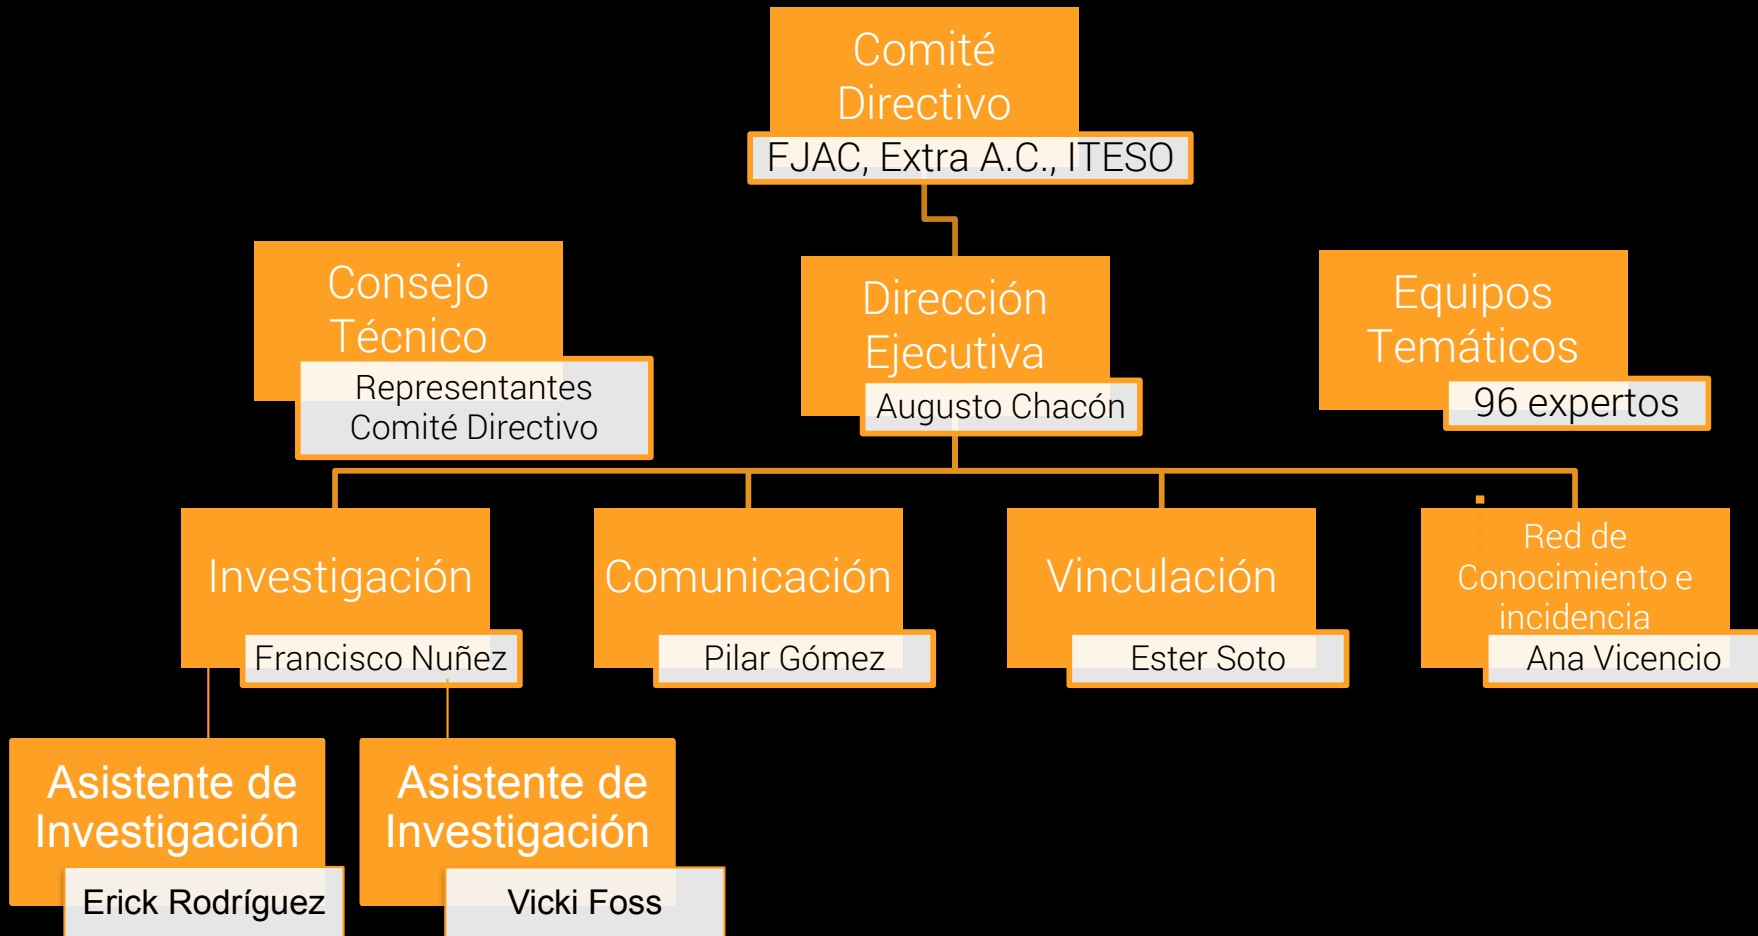 Comité
Directivo
FJAC, Extra A.C., ITESO
Consejo
Técnico
Representantes
Comité Directivo
Dirección
Ejecutiva
Augusto Chacón
Equipos
Temáticos
96 expertos
Investigación
Francisco Nuñez
Comunicación
Pilar Gómez
Vinculación
Ester Soto
Red de
Conocimiento e
incidencia
Ana Vicencio
Asistente de
Investigación
Erick Rodríguez
Asistente de
Investigación
Vicki Foss